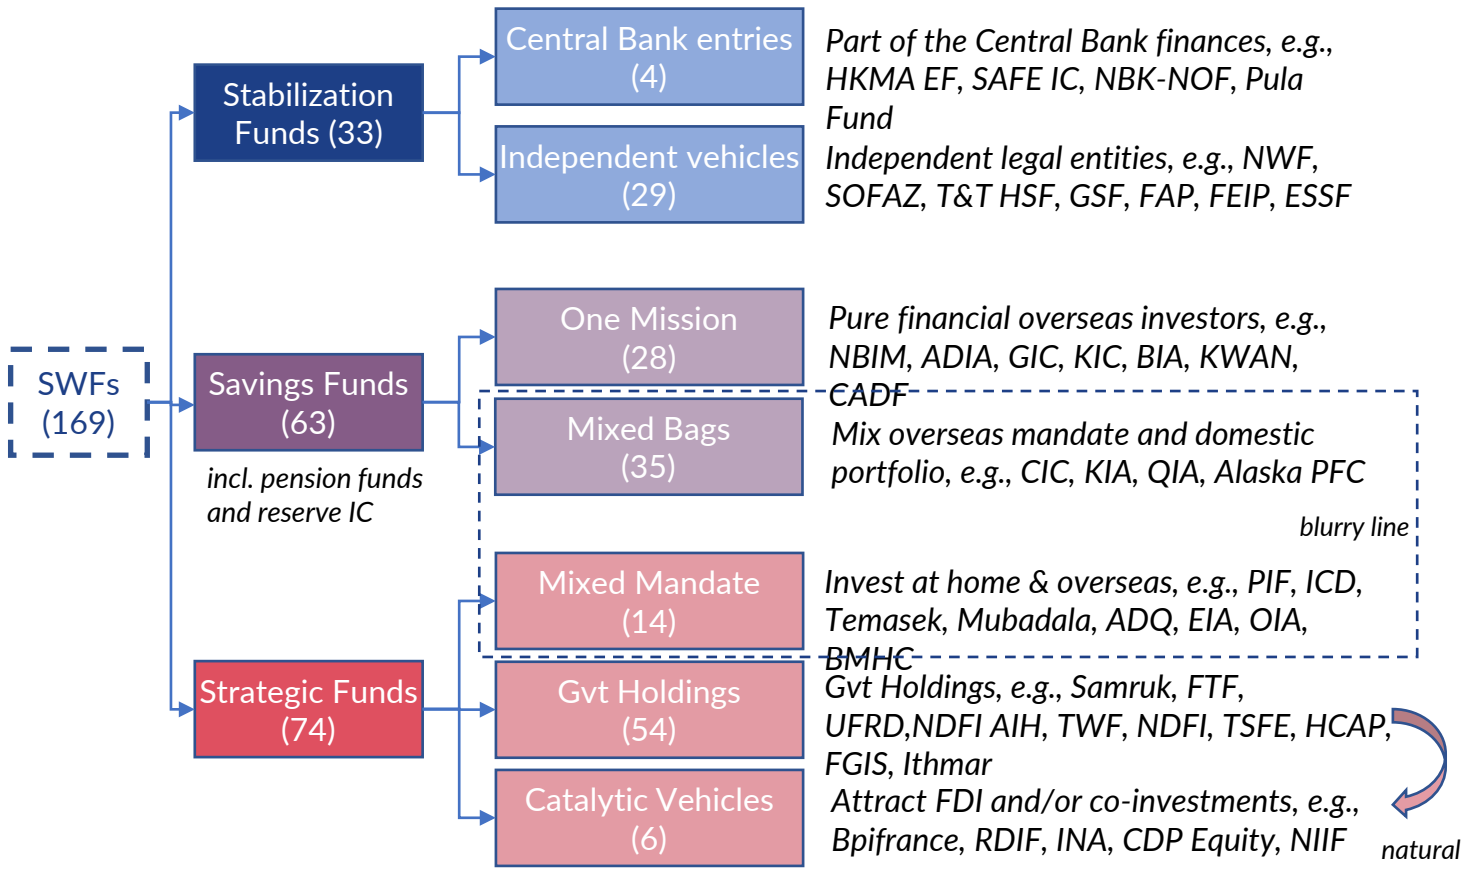 Central Bank entries
(4)
Part of the Central Bank finances, e.g.,
HKMA EF, SAFE IC, NBK-NOF, Pula
Fund
Stabilization
Funds (33)
Independent vehicles
(29)
Independent legal entities, e.g., NWF,
SOFAZ, T&T HSF, GSF, FAP, FEIP, ESSF
One Mission
(28)
Pure financial overseas investors, e.g.,
NBIM, ADIA, GIC, KIC, BIA, KWAN,
CADF
SWFs
(169)
Savings Funds
(63)
incl. pension funds
and reserve IC
Mixed Bags
(35)
Mix overseas mandate and domestic
portfolio, e.g., CIC, KIA, QIA, Alaska PFC
blurry line
Mixed Mandate
(14)
Invest at home & overseas, e.g., PIF, ICD,
Temasek, Mubadala, ADQ, EIA, OIA,
BMHC
Strategic Funds
(74)
Gvt Holdings
(54)
Gvt Holdings, e.g., Samruk, FTF,
UFRD,NDFI AIH, TWF, NDFI, TSFE, HCAP,
FGIS, Ithmar
Catalytic Vehicles
(6)
Attract FDI and/or co-investments, e.g.,
Bpifrance, RDIF, INA, CDP Equity, NIIF
natural